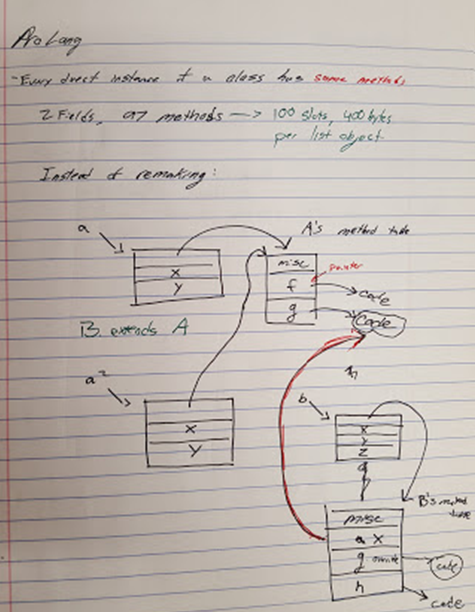 Pro Lang
- Every direct instance of a class has same methods
2 Fields, 97 methods → 100 slots, 400 bytes
per list object.
Instead of remaking:
a
A's method table
misc
x
y
pointer
f
code
g
Code
B extends A
a2
x
y
h
b
x
y
z
B's method
table
misc
x
g override
code
h
code